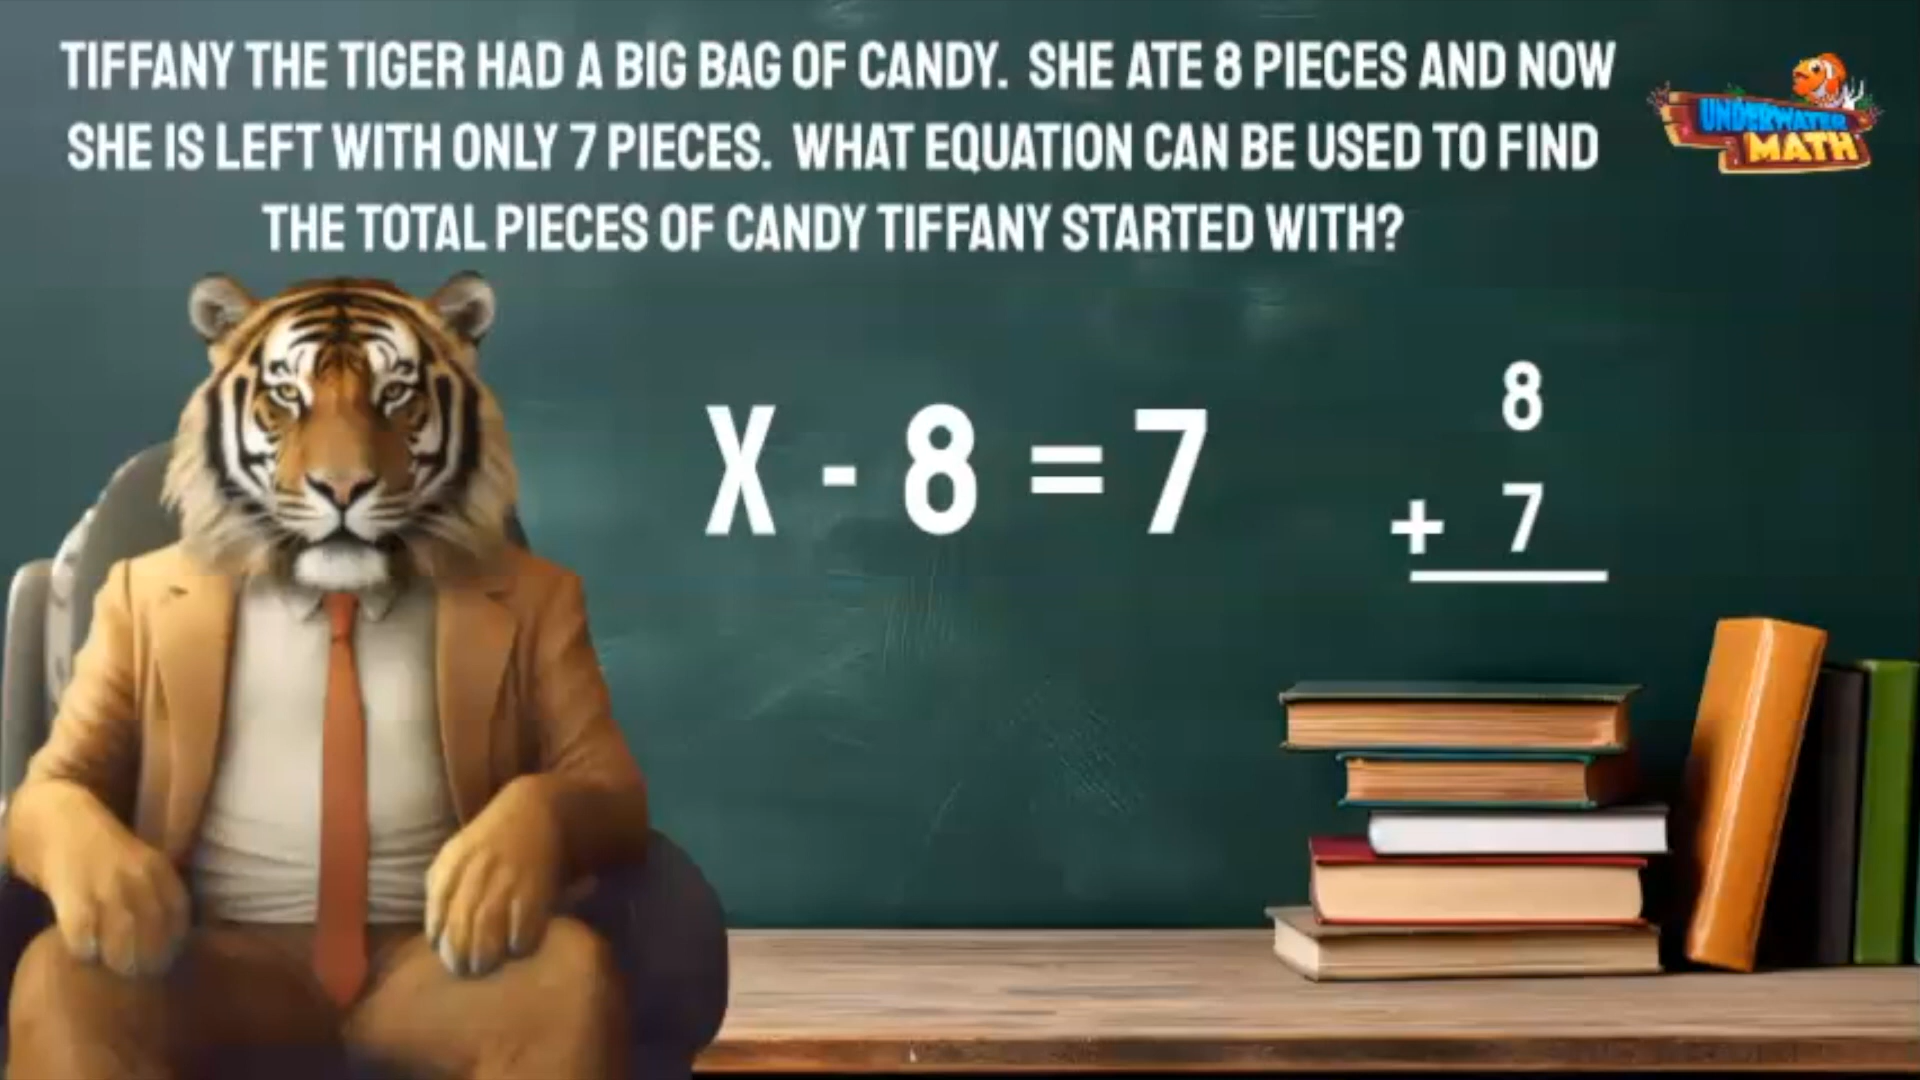 TIFFANY THE TIGER HAD A BIG BAG OF CANDY. SHE ATE 8 PIECES AND NOW
SHE IS LEFT WITH ONLY 7 PIECES. WHAT EQUATION CAN BE USED TO FIND
THE TOTAL PIECES OF CANDY TIFFANY STARTED WITH?
UNDERWATER
MATH
X - 8 = 7
8
+ 7